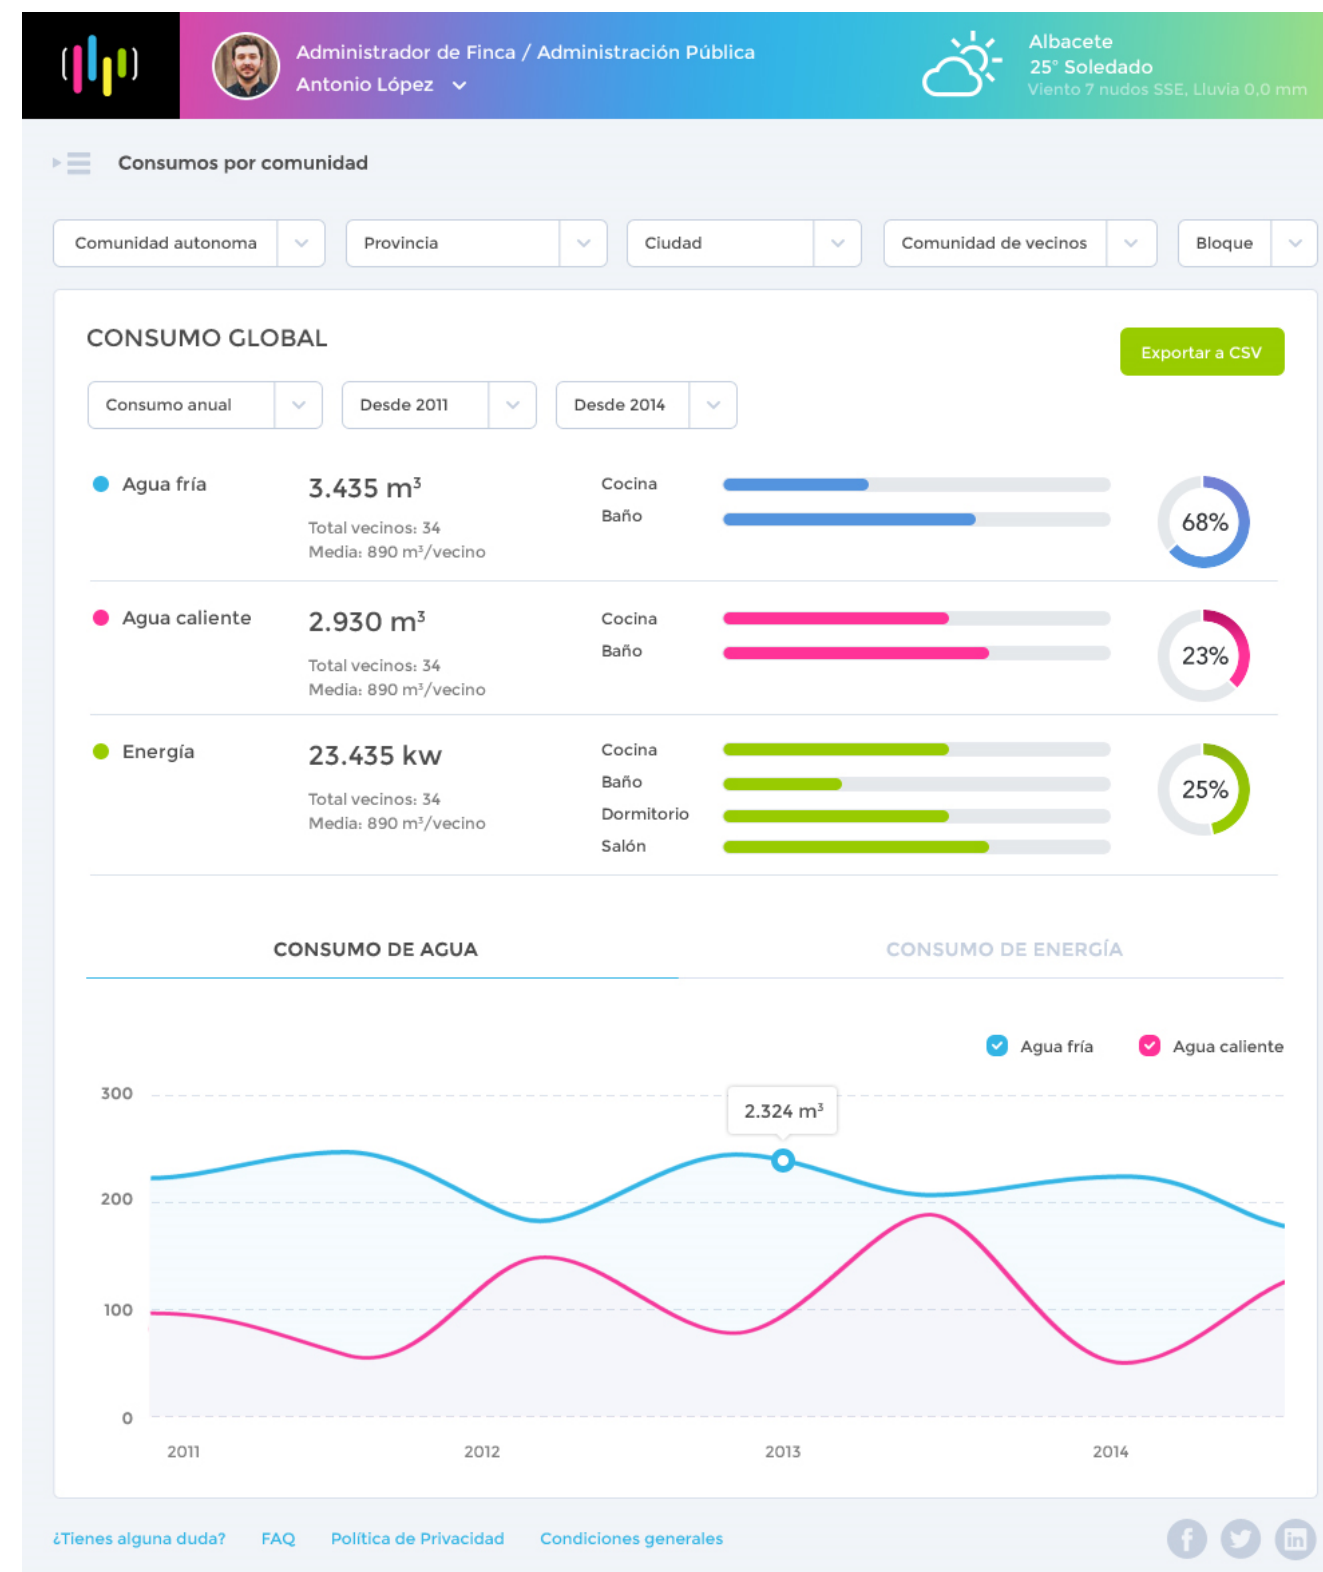 Administrador de Finca / Administración Pública
Antonio López
Albacete
25° Soledado
Viento 7 nudos SSE, Lluvia 0,0 mm
Consumos por comunidad
Comunidad autonoma
Provincia
Ciudad
Comunidad de vecinos
Bloque
CONSUMO GLOBAL
Exportar a CSV
Consumo anual
Desde 2011
Desde 2014
Agua fría
3.435 m³
Total vecinos: 34
Media: 890 m³/vecino
Cocina
Baño
68%
Agua caliente
2.930 m³
Total vecinos: 34
Media: 890 m³/vecino
Cocina
Baño
23%
Energía
23.435 kw
Total vecinos: 34
Media: 890 m³/vecino
Cocina
Baño
Dormitorio
Salón
25%
CONSUMO DE AGUA
CONSUMO DE ENERGÍA
Agua fría
Agua caliente
300
2.324 m³
200
100
0
2011
2012
2013
2014
¿Tienes alguna duda?
FAQ
Política de Privacidad
Condiciones generales